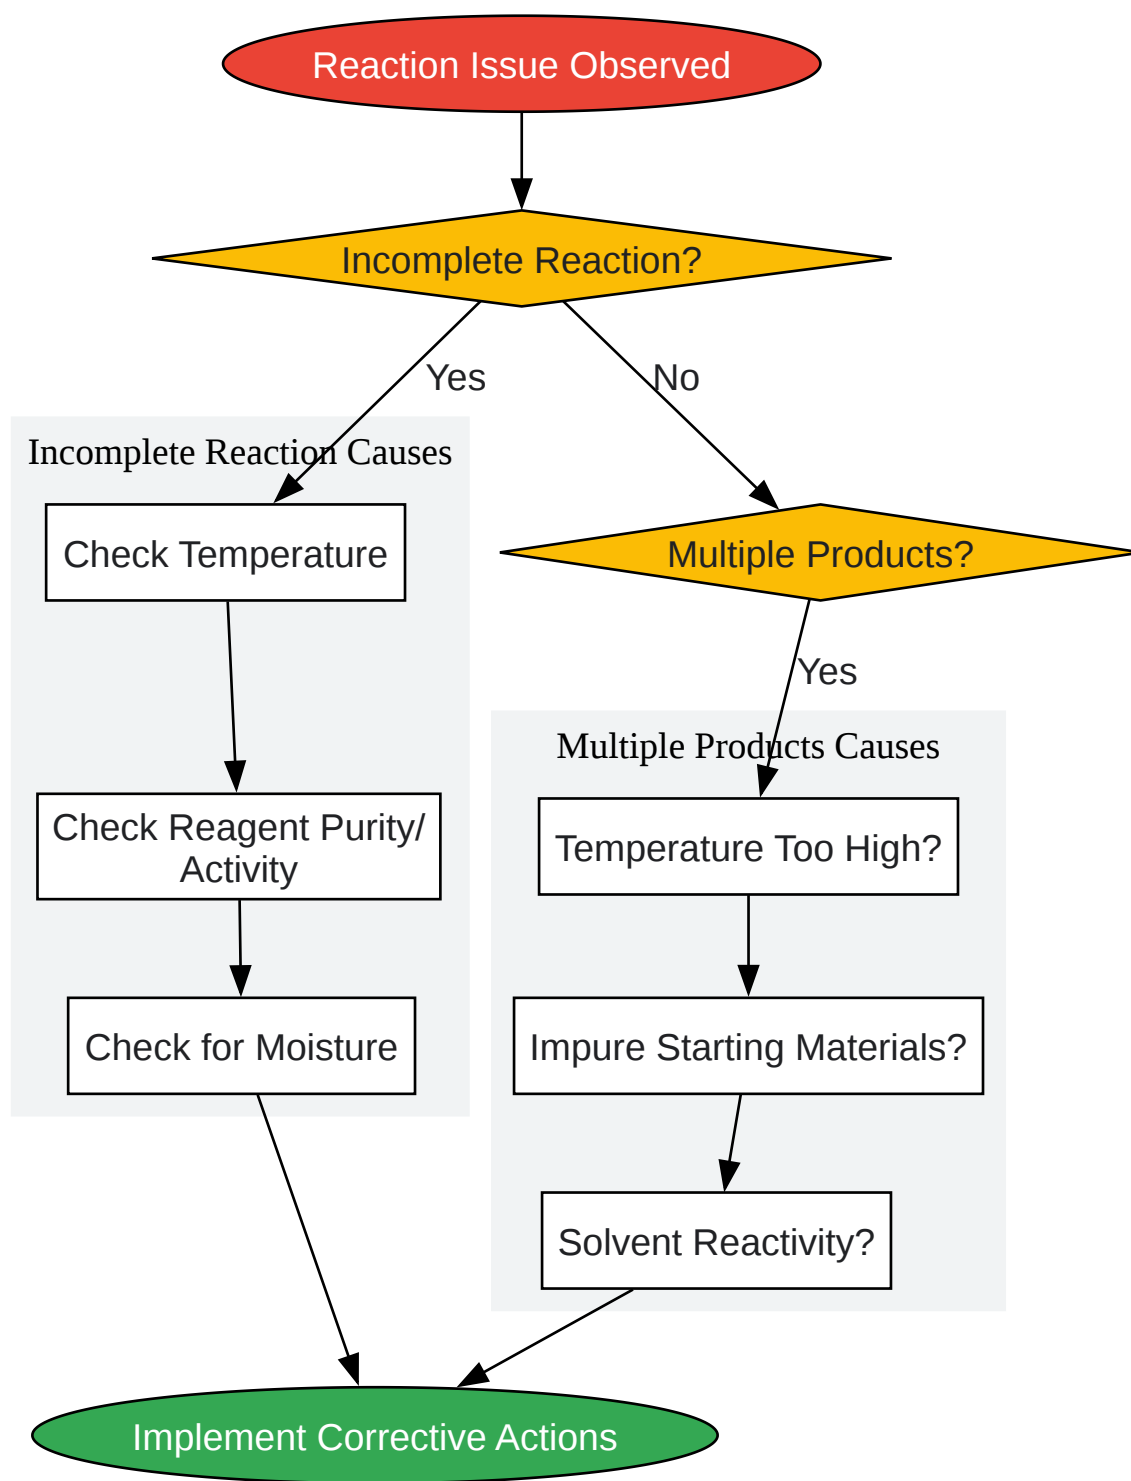 Reaction Issue Observed
Incomplete Reaction?
Yes
No
Incomplete Reaction Causes
Check Temperature
Multiple Products?
Yes
Multiple Products Causes
Check Reagent Purity/
Activity
Temperature Too High?
Check for Moisture
Impure Starting Materials?
Solvent Reactivity?
Implement Corrective Actions